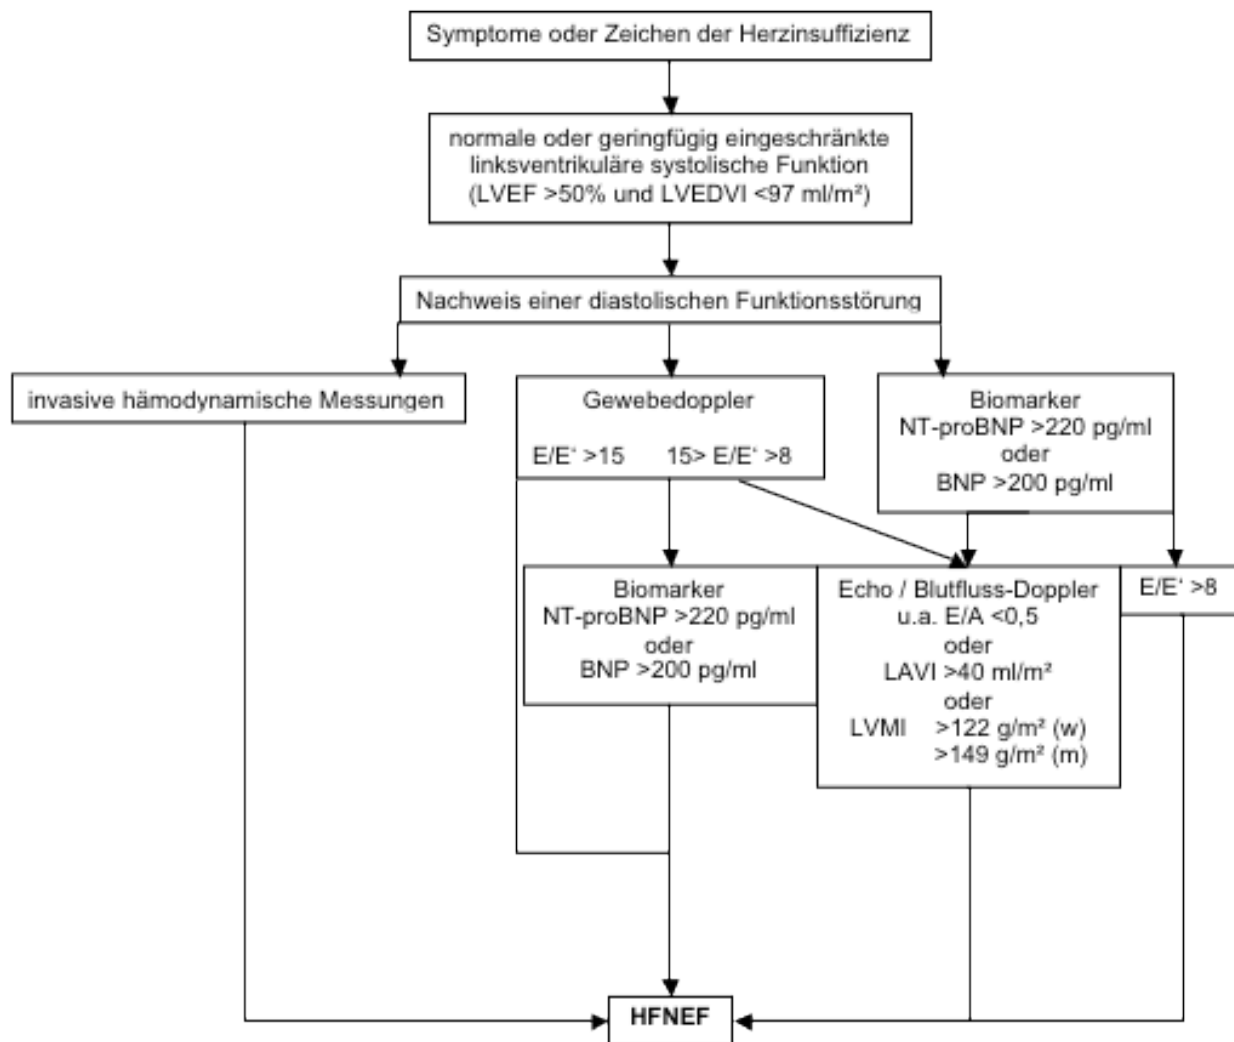 Symptome oder Zeichen der Herzinsuffizienz
normale oder geringfügig eingeschränkte
linksventrikuläre systolische Funktion
(LVEF >50% und LVEDVI <97 ml/m²)
Nachweis einer diastolischen Funktionsstörung
invasive hämodynamische Messungen
Gewebedoppler
E/E‘ >15 15> E/E‘ >8
Biomarker
NT-proBNP >220 pg/ml
oder
BNP >200 pg/ml
Biomarker
NT-proBNP >220 pg/ml
oder
BNP >200 pg/ml
Echo / Blutfluss-Doppler
u.a. E/A <0,5
oder
LAVI >40 ml/m²
oder
LVMI >122 g/m² (w)
>149 g/m² (m)
E/E‘ >8
HFNEF